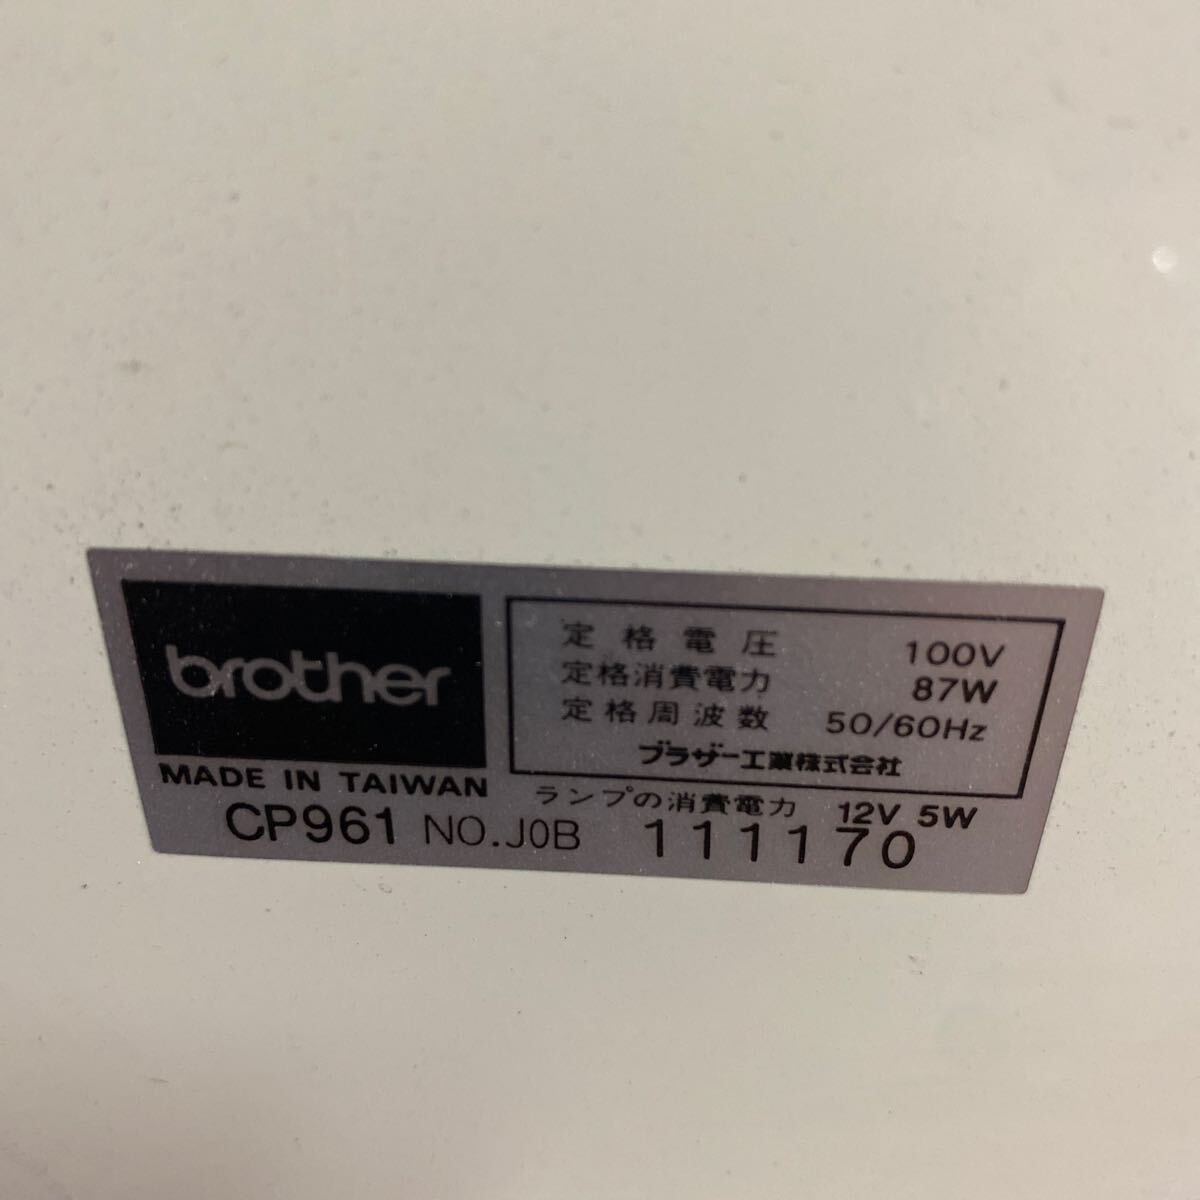 brother
MADE IN TAIWAN
定格電圧 100V
定格消費電力 87W
定格周波数 50/60Hz
ブラザー工業株式会社
ランプの消費電力 12V 5W
CP961 NO.J0B 111170